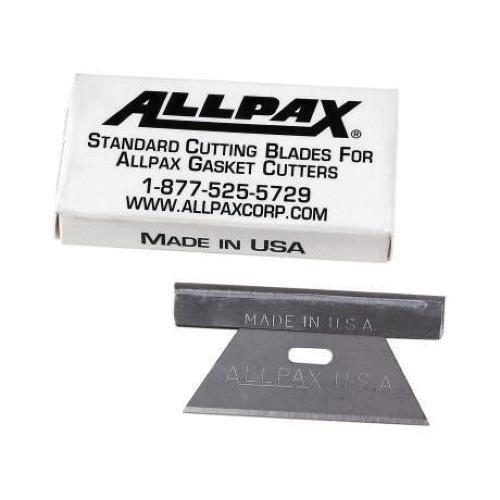 ALLPAX®
STANDARD CUTTING BLADES FOR
ALLPAX GASKET CUTTERS
1-877-525-5729
WWW.ALLPAXCORP.COM
MADE IN USA
MADE IN U.S.A.
ALLPAX U.S.A.